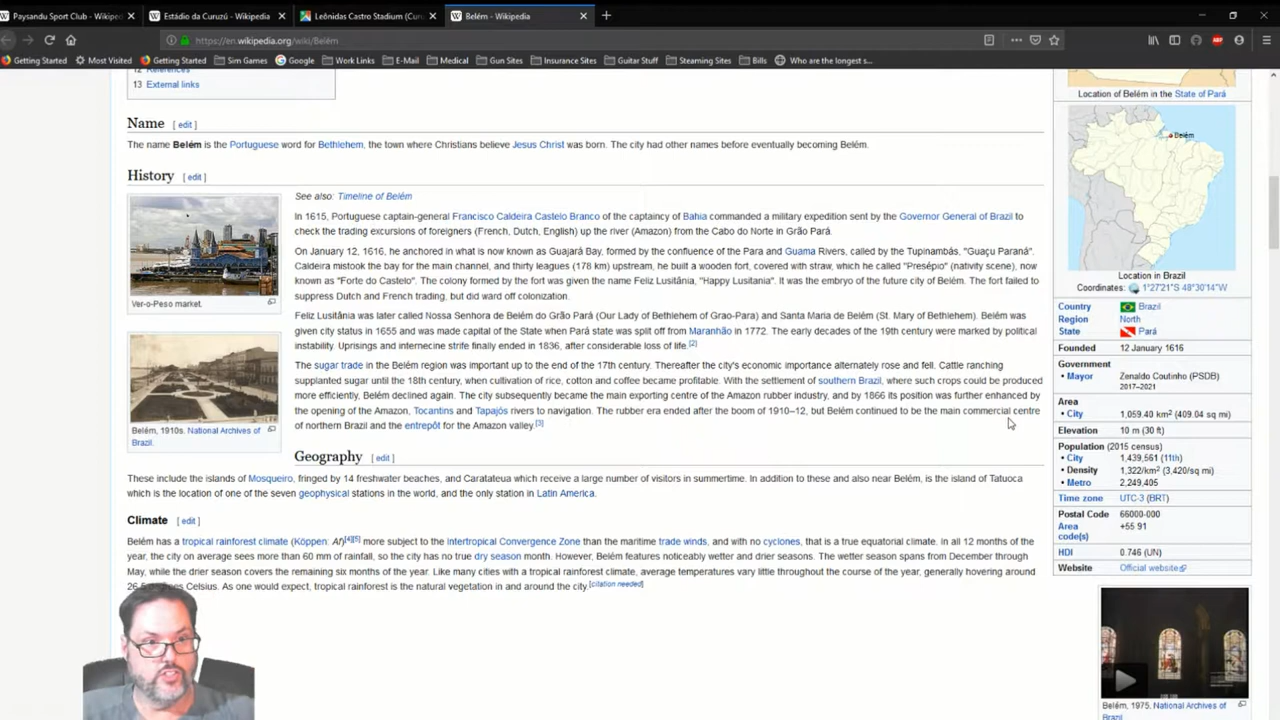 Paysandu Sport Club - Wikiped
Estádio da Curuzú - Wikipedia
Leônidas Castro Stadium (Curu
Belém - Wikipedia
https://en.wikipedia.org/wiki/Belém
Getting Started
Most Visited
Getting Started
Sim Games
Google
Work Links
E-Mail
Medical
Gun Sites
Insurance Sites
Guitar Stuff
Steaming Sites
Bills
Who are the longest s...
12 References
13 External links
Name [ edit ]
The name Belém is the Portuguese word for Bethlehem, the town where Christians believe Jesus Christ was born. The city had other names before eventually becoming Belém.
History [ edit ]
Ver-o-Peso market.
Belém, 1910s. National Archives of
Brazil.
See also: Timeline of Belém
In 1615, Portuguese captain-general Francisco Caldeira Castelo Branco of the captaincy of Bahia commanded a military expedition sent by the Governor General of Brazil to
check the trading excursions of foreigners (French, Dutch, English) up the river (Amazon) from the Cabo do Norte in Grão Pará.
On January 12, 1616, he anchored in what is now known as Guajará Bay, formed by the confluence of the Para and Guama Rivers, called by the Tupinambás, "Guaçu Paraná".
Caldeira mistook the bay for the main channel, and thirty leagues (178 km) upstream, he built a wooden fort, covered with straw, which he called "Presépio" (nativity scene), now
known as "Forte do Castelo". The colony formed by the fort was given the name Feliz Lusitânia, "Happy Lusitania". It was the embryo of the future city of Belém. The fort failed to
suppress Dutch and French trading, but did ward off colonization.
Feliz Lusitânia was later called Nossa Senhora de Belém do Grão Pará (Our Lady of Bethlehem of Grao-Para) and Santa Maria de Belém (St. Mary of Bethlehem). Belém was
given city status in 1655 and was made capital of the State when Pará state was split off from Maranhão in 1772. The early decades of the 19th century were marked by political
instability. Uprisings and internecine strife finally ended in 1836, after considerable loss of life.[2]
The sugar trade in the Belém region was important up to the end of the 17th century. Thereafter the city's economic importance alternately rose and fell. Cattle ranching
supplanted sugar until the 18th century, when cultivation of rice, cotton and coffee became profitable. With the settlement of southern Brazil, where such crops could be produced
more efficiently, Belém declined again. The city subsequently became the main exporting centre of the Amazon rubber industry, and by 1866 its position was further enhanced by
the opening of the Amazon, Tocantins and Tapajós rivers to navigation. The rubber era ended after the boom of 1910–12, but Belém continued to be the main commercial centre
of northern Brazil and the entrepôt for the Amazon valley.[3]
Geography [ edit ]
These include the islands of Mosqueiro, fringed by 14 freshwater beaches, and Caratateua which receive a large number of visitors in summertime. In addition to these and also near Belém, is the island of Tatuoca
which is the location of one of the seven geophysical stations in the world, and the only station in Latin America.
Climate [ edit ]
Belém has a tropical rainforest climate (Köppen: Af)[4][5] more subject to the Intertropical Convergence Zone than the maritime trade winds, and with no cyclones, that is a true equatorial climate. In all 12 months of the
year, the city on average sees more than 60 mm of rainfall, so the city has no true dry season month. However, Belém features noticeably wetter and drier seasons. The wetter season spans from December through
May, while the drier season covers the remaining six months of the year. Like many cities with a tropical rainforest climate, average temperatures vary little throughout the course of the year, generally hovering around
26.5 Celsius. As one would expect, tropical rainforest is the natural vegetation in and around the city.[citation needed]
Location of Belém in the State of Pará
Belém
Location in Brazil
Coordinates: 1°27′21″S 48°30′14″W
Country Brazil
Region North
State Pará
Founded 12 January 1616
Government
• Mayor Zenaldo Coutinho (PSDB)
2017–2021
Area
• City 1,059.40 km² (409.04 sq mi)
Elevation 10 m (30 ft)
Population (2015 census)
• City 1,439,561 (11th)
• Density 1,322/km² (3,420/sq mi)
• Metro 2,249,405
Time zone UTC-3 (BRT)
Postal Code 66000-000
Area +55 91
code(s)
HDI 0.746 (UN)
Website Official website
Belém, 1975. National Archives of
Brazil